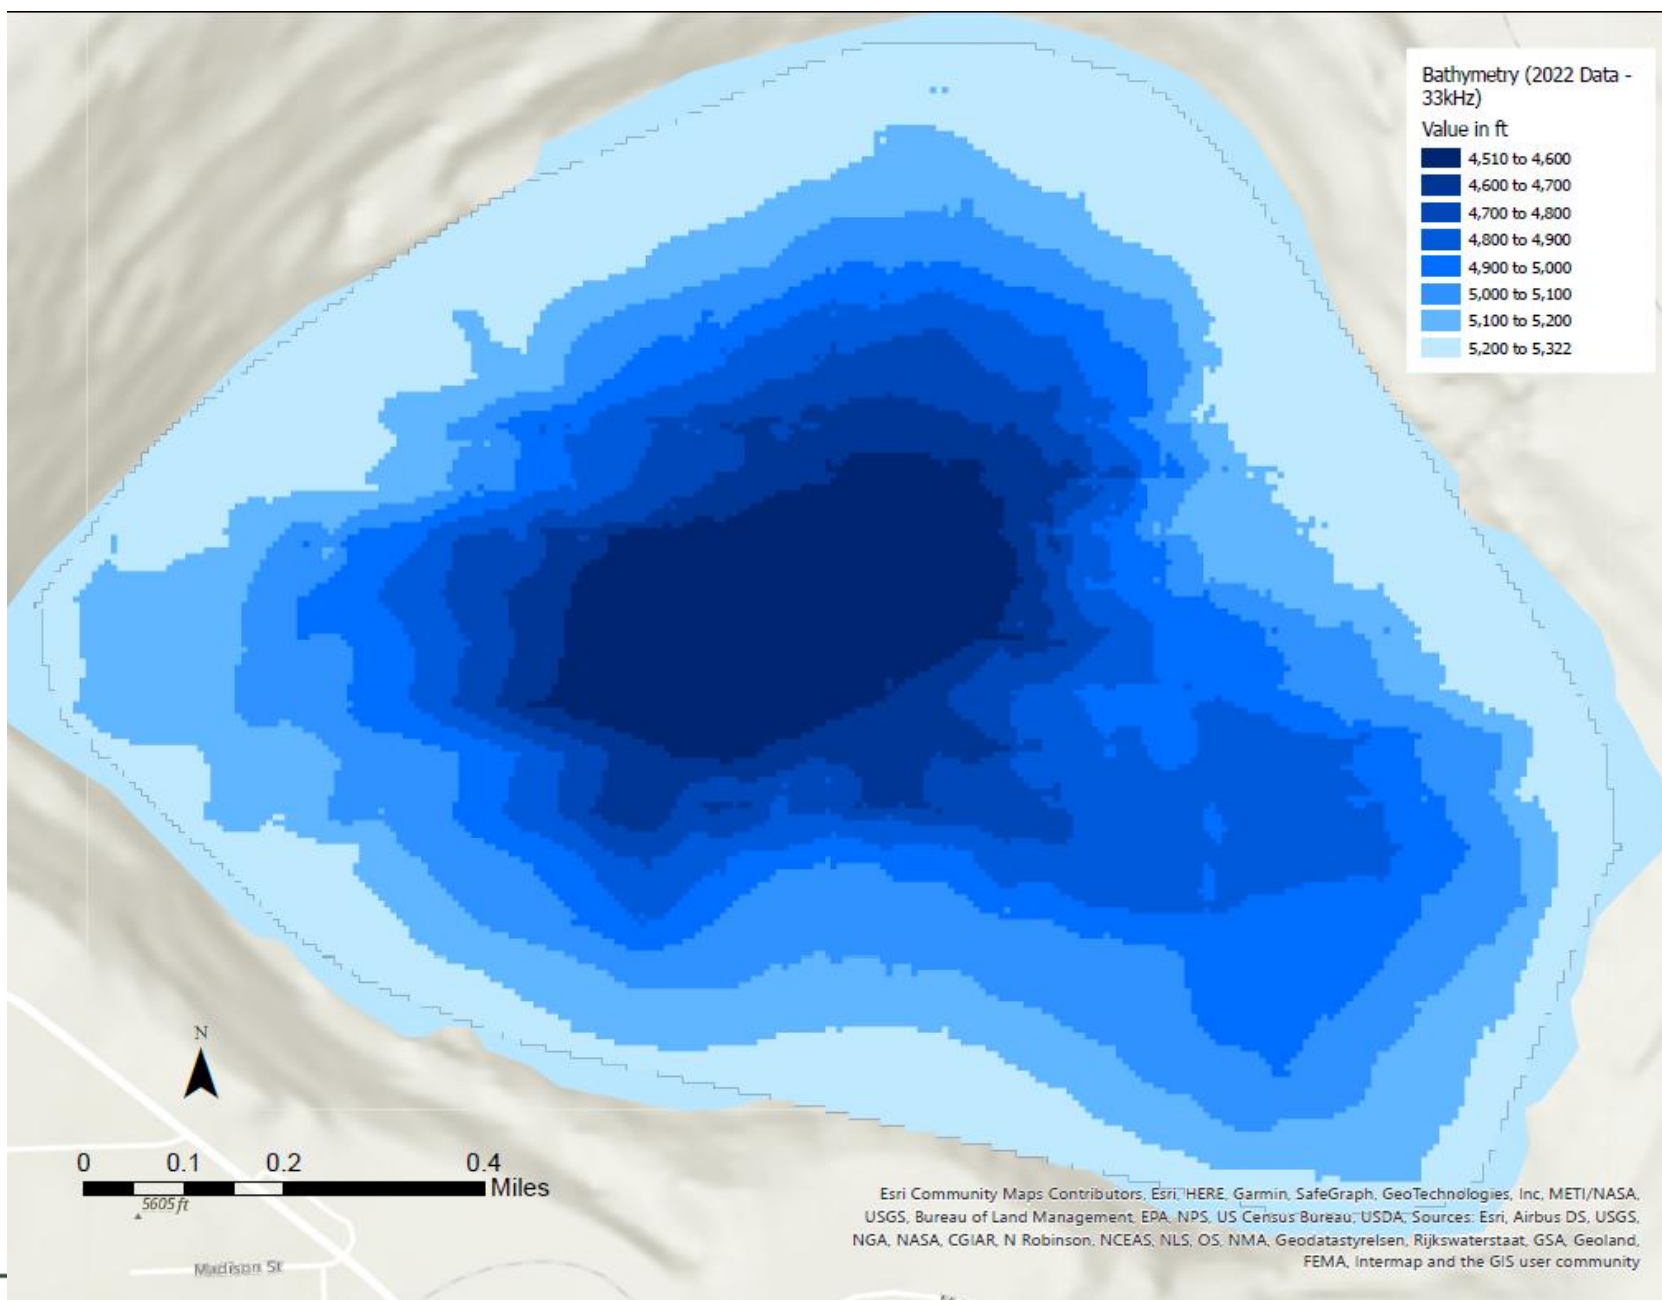 Bathymetry (2022 Data -
33kHz)
Value in ft
4,510 to 4,600
4,600 to 4,700
4,700 to 4,800
4,800 to 4,900
4,900 to 5,000
5,000 to 5,100
5,100 to 5,200
5,200 to 5,322
N
0 0.1 0.2 0.4
Miles
5605 ft
Madison St
Esri Community Maps Contributors, Esri, HERE, Garmin, SafeGraph, GeoTechnologies, Inc, METI/NASA,
USGS, Bureau of Land Management, EPA, NPS, US Census Bureau, USDA, Sources: Esri, Airbus DS, USGS,
NGA, NASA, CGIAR, N Robinson, NCEAS, NLS, OS, NMA, Geodatastyrelsen, Rijkswaterstaat, GSA, Geoland,
FEMA, Intermap and the GIS user community